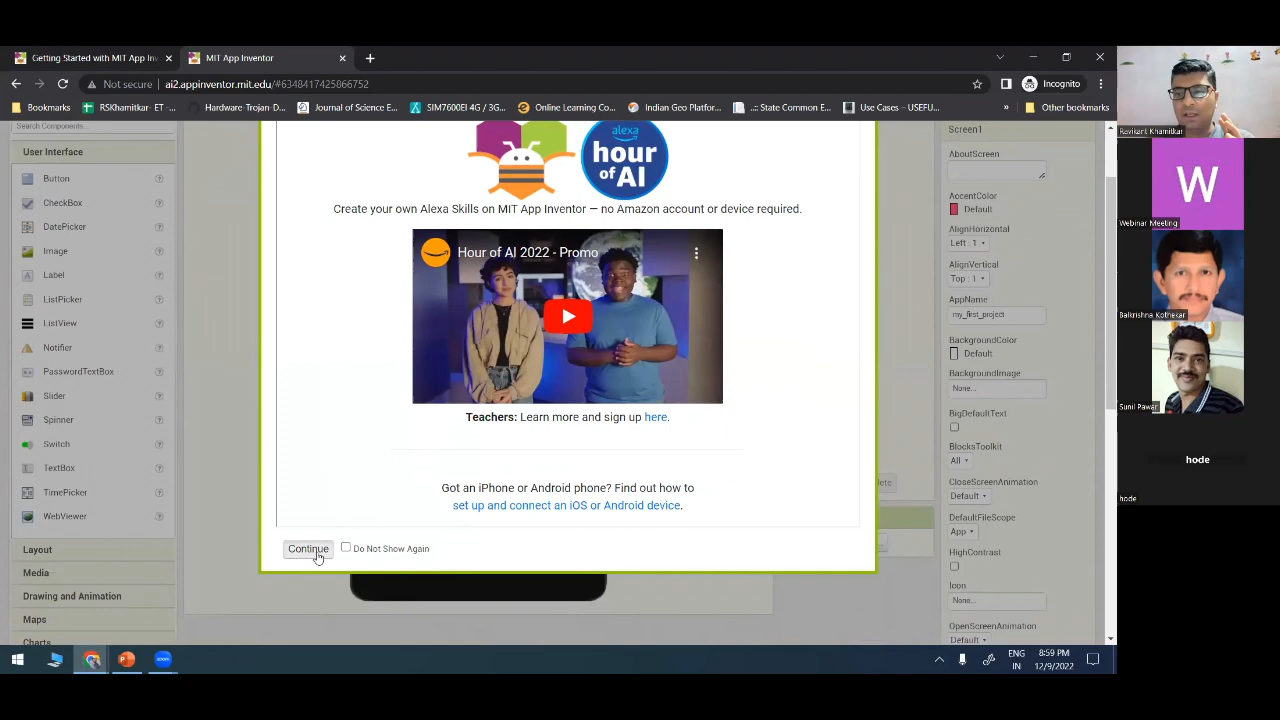 Getting Started with MIT App Inv
MIT App Inventor
Not secure
ai2.appinventor.mit.edu/#6348417425866752
Incognito
Bookmarks
RSKhamitkar- ET -...
Hardware-Trojan-D...
Journal of Science E...
SIM7600EI 4G / 3G...
Online Learning Co...
Indian Geo Platfor...
..: State Common E...
Use Cases – USEFU...
»
Other bookmarks
Search Components...
User Interface
Button
CheckBox
DatePicker
Image
Label
ListPicker
ListView
Notifier
PasswordTextBox
Slider
Spinner
Switch
TextBox
TimePicker
WebViewer
Layout
Media
Drawing and Animation
Maps
Charts
alexa
hour
of AI
Create your own Alexa Skills on MIT App Inventor — no Amazon account or device required.
Hour of AI 2022 - Promo
Teachers: Learn more and sign up here.
Got an iPhone or Android phone? Find out how to
set up and connect an iOS or Android device.
Continue
Do Not Show Again
Screen1
AboutScreen
AccentColor
Default
AlignHorizontal
Left : 1
AlignVertical
Top : 1
AppName
my_first_project
BackgroundColor
Default
BackgroundImage
None...
BigDefaultText
BlocksToolkit
All
CloseScreenAnimation
Default
DefaultFileScope
App
HighContrast
Icon
None...
OpenScreenAnimation
Default
Ravikant Khamitkar
W
Webinar Meeting
Balkrishna Kothekar
Sunil Pawar
hode
hode
ENG
IN
8:59 PM
12/9/2022